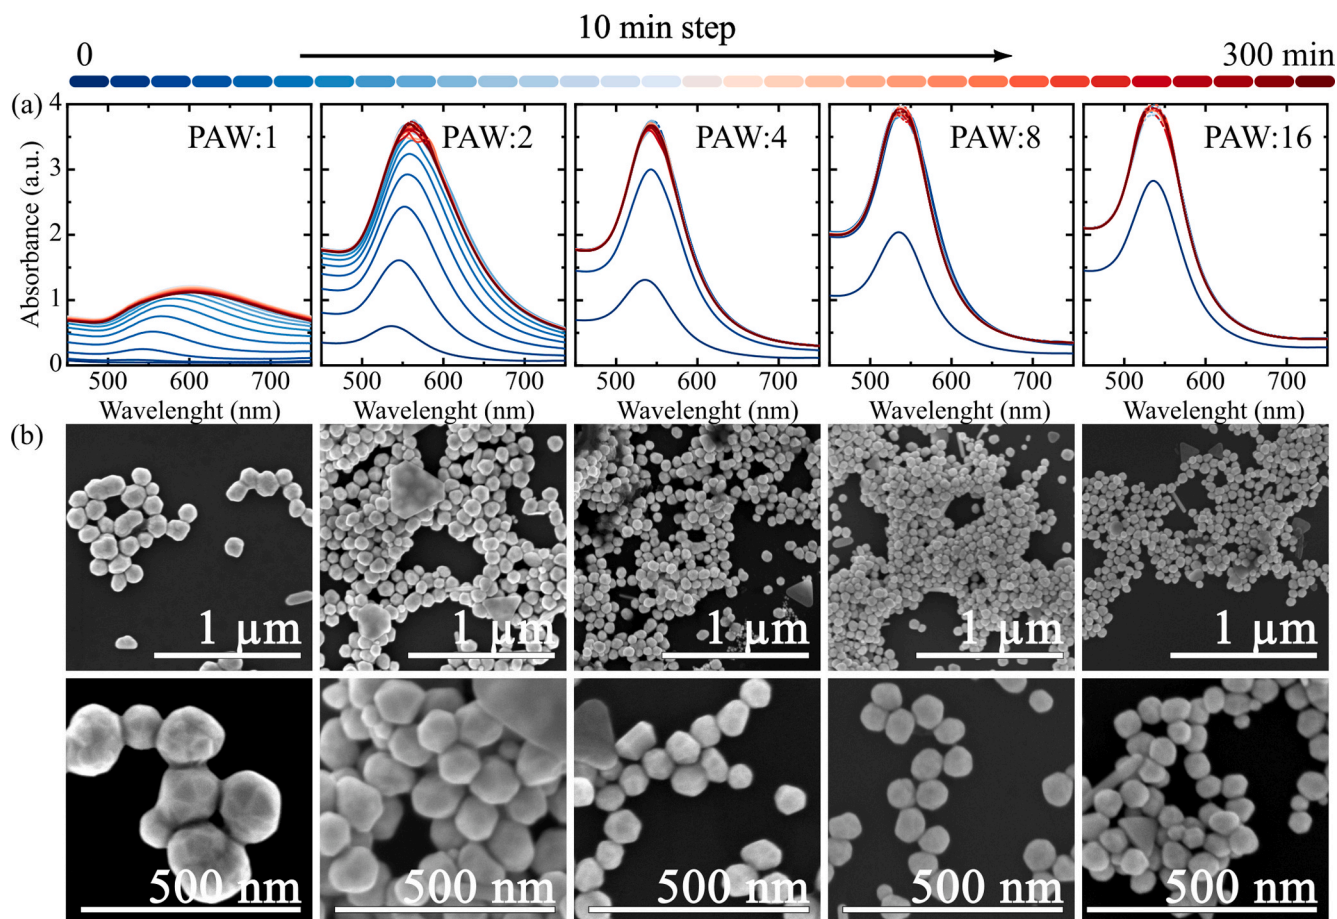 10 min step
0 300 min
(a)
4 PAW:1 PAW:2 PAW:4 PAW:8 PAW:16
3
2
1
0
Absorbance (a.u.)
500 600 700 500 600 700 500 600 700 500 600 700 500 600 700
Wavelenght (nm) Wavelenght (nm) Wavelenght (nm) Wavelenght (nm) Wavelenght (nm)
(b)
1 µm 1 µm 1 µm 1 µm 1 µm
500 nm 500 nm 500 nm 500 nm 500 nm